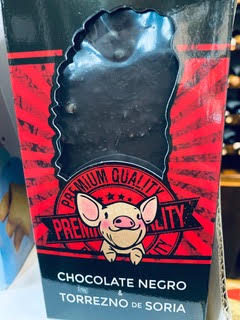 PREMIUM QUALITY
PREMIUM QUALITY
CHOCOLATE NEGRO
&
TORREZNO DE SORIA